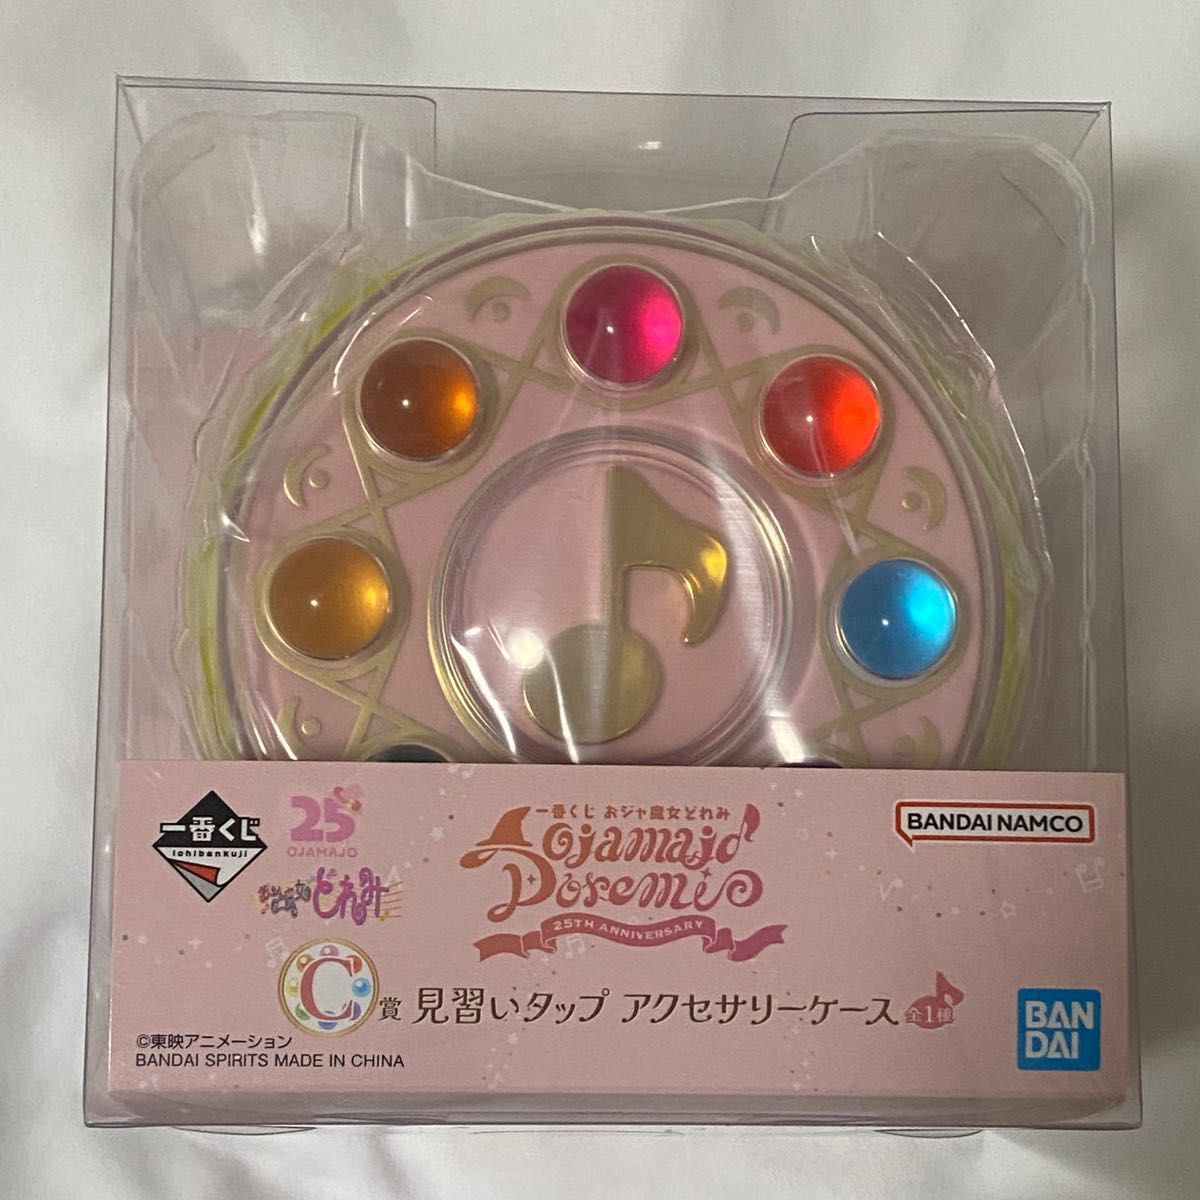 一番くじ
ichibankuji
25
OJAMAJO
おジャ魔女
どれみ
一番くじ おジャ魔女どれみ
Ojamajo
Doremi
25TH ANNIVERSARY
BANDAI NAMCO
C賞 見習いタップ アクセサリーケース 全1種
©東映アニメーション
BANDAI SPIRITS MADE IN CHINA
BAN
DAI